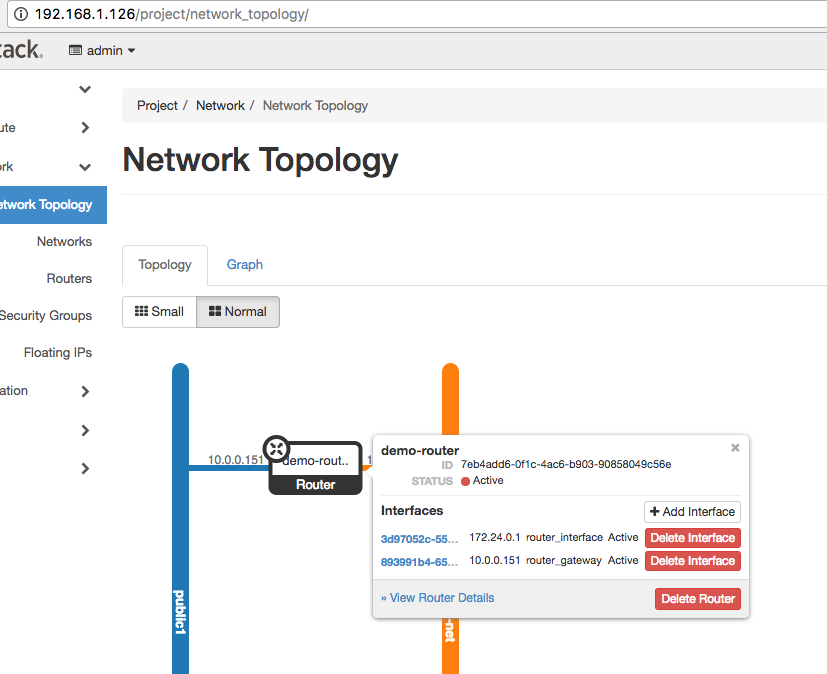 192.168.1.126/project/network_topology/
tack.
admin
Project / Network / Network Topology
ute
Network Topology
rk
etwork Topology
Networks
Topology
Graph
Routers
Small
Normal
Security Groups
Floating IPs
ation
10.0.0.151
demo-rout..
Router
1
demo-router
ID 7eb4add6-0f1c-4ac6-b903-90858049c56e
STATUS Active
Interfaces
Add Interface
3d97052c-55... 172.24.0.1 router_interface Active Delete Interface
893991b4-65... 10.0.0.151 router_gateway Active Delete Interface
» View Router Details
Delete Router
public1
-net